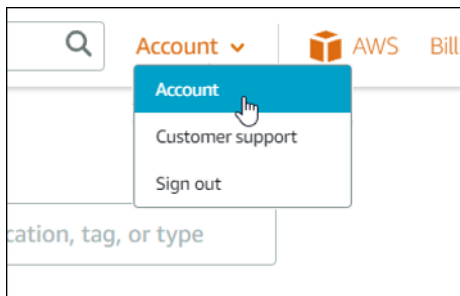 Account AWS Bill
Account
Customer support
Sign out
cation, tag, or type